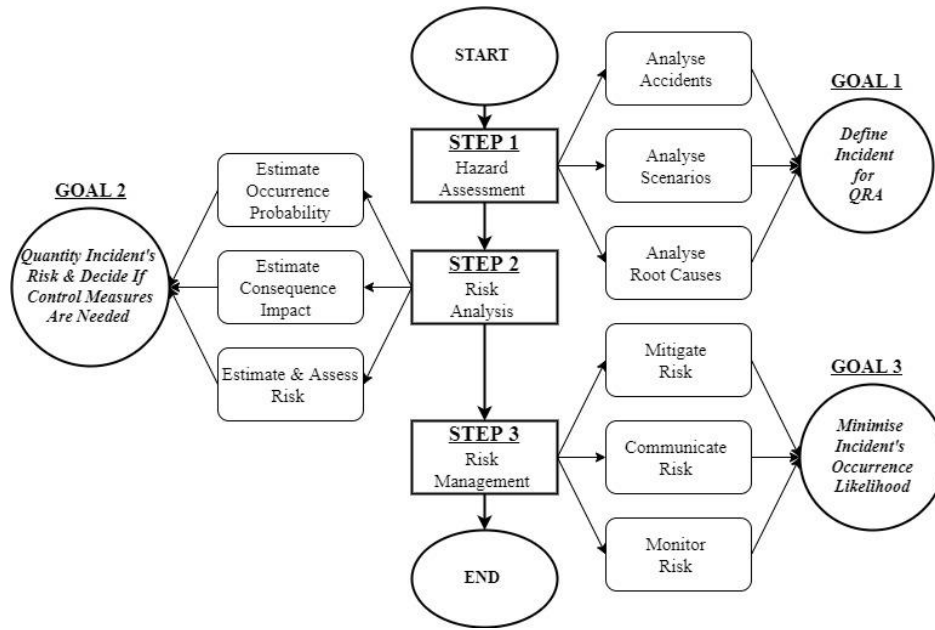 START
STEP 1
Hazard
Assessment
Analyse
Accidents
Analyse
Scenarios
Analyse
Root Causes
GOAL 1
Define
Incident
for
QRA
STEP 2
Risk
Analysis
Estimate
Occurrence
Probability
Estimate
Consequence
Impact
Estimate & Assess
Risk
GOAL 2
Quantity Incident's
Risk & Decide If
Control Measures
Are Needed
STEP 3
Risk
Management
Mitigate
Risk
Communicate
Risk
Monitor
Risk
GOAL 3
Minimise
Incident's
Occurrence
Likelihood
END